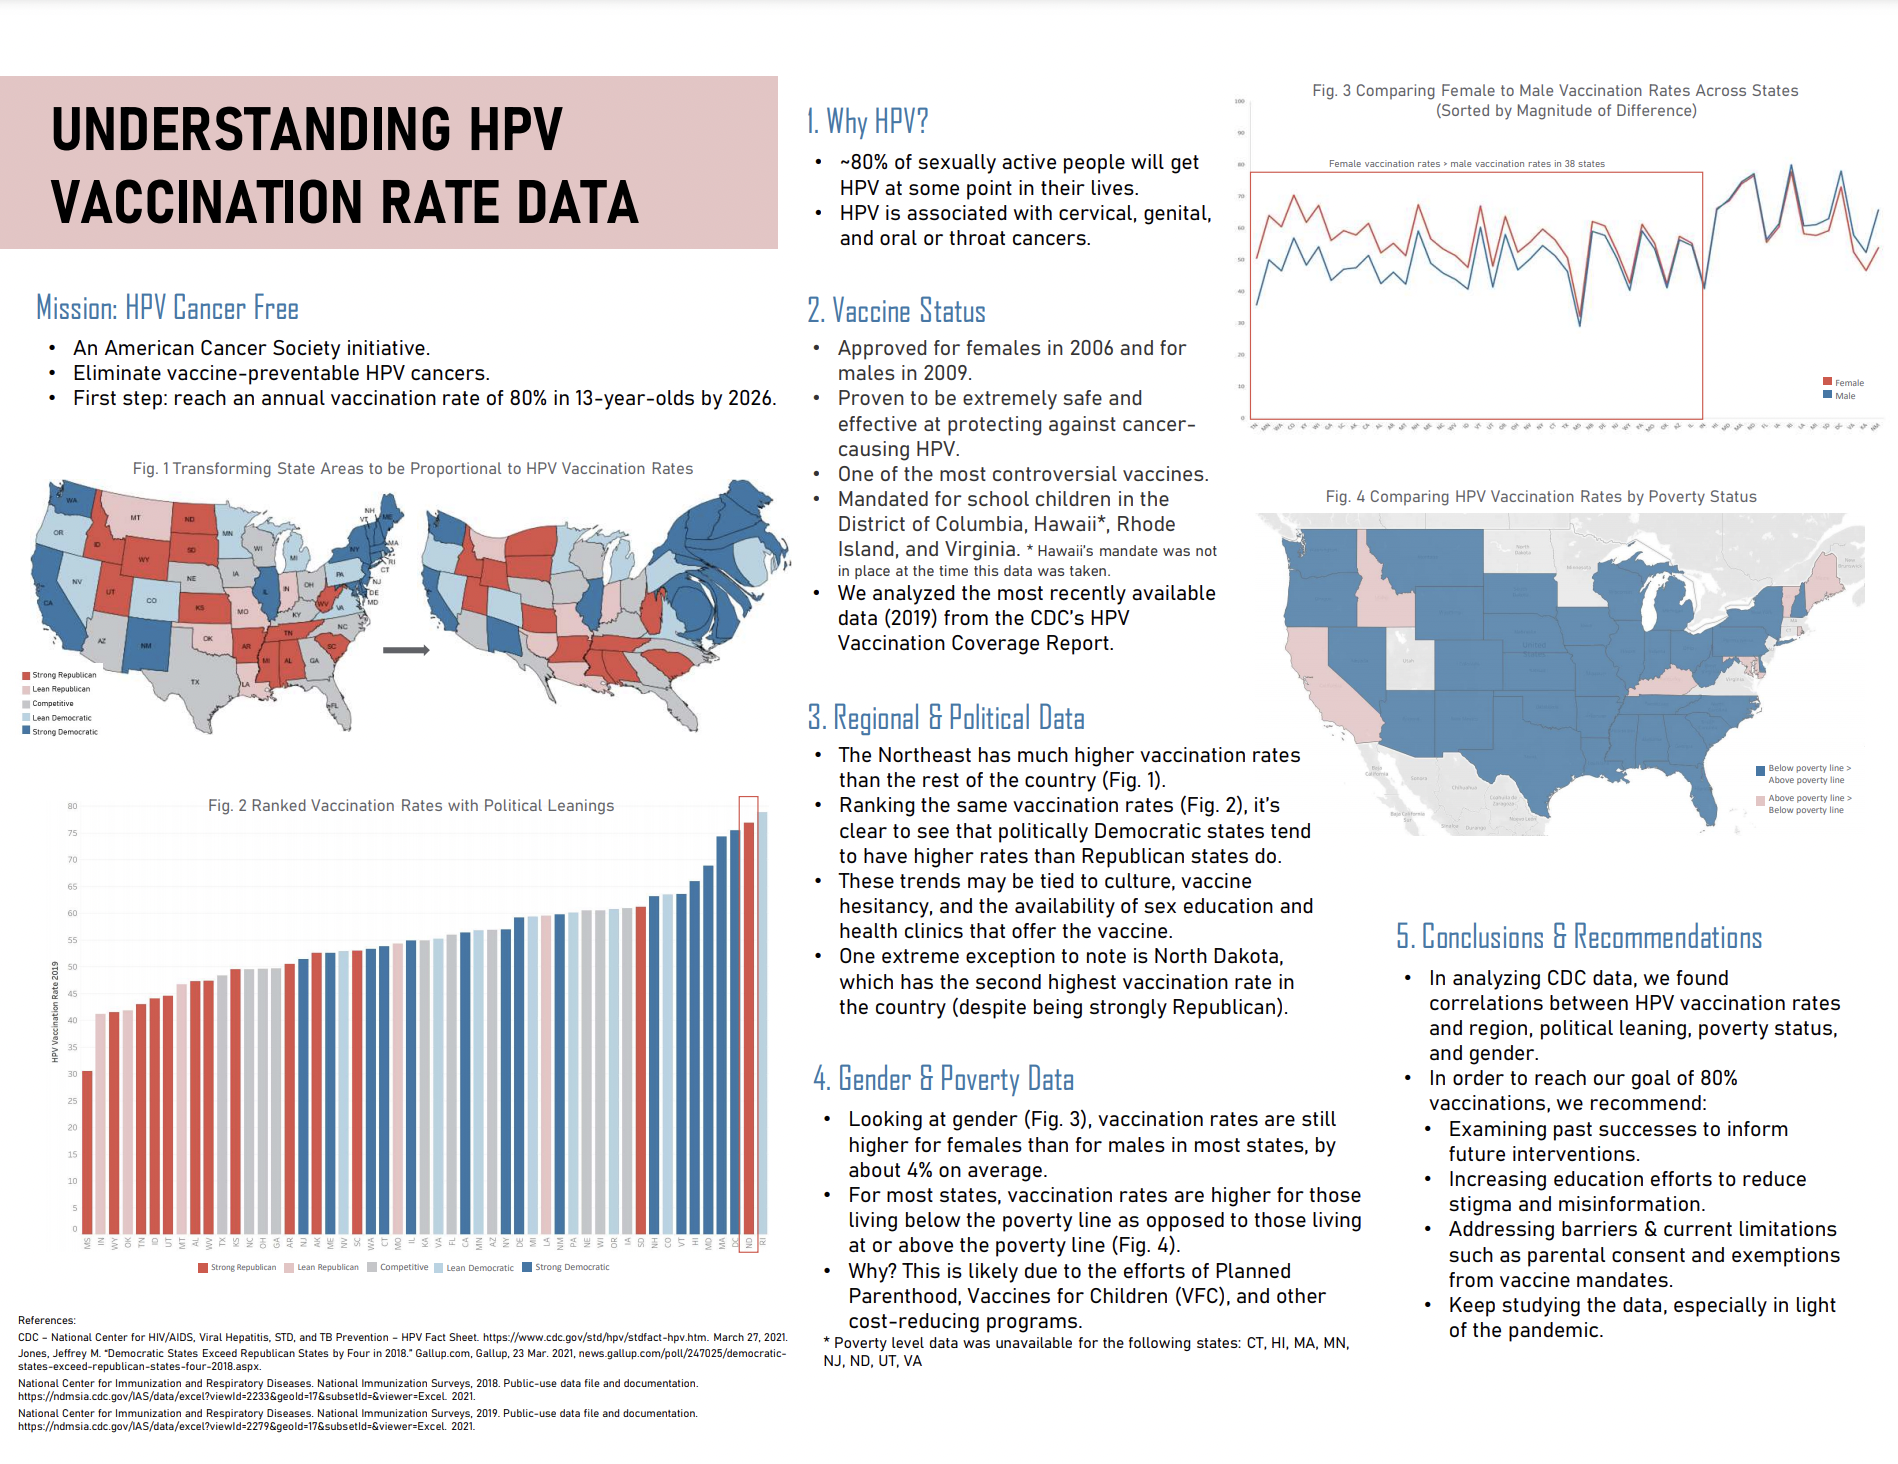 UNDERSTANDING HPV
VACCINATION RATE DATA
Mission: HPV Cancer Free
• An American Cancer Society initiative.
• Eliminate vaccine-preventable HPV cancers.
• First step: reach an annual vaccination rate of 80% in 13-year-olds by 2026.
Fig. 1 Transforming State Areas to be Proportional to HPV Vaccination Rates
WA
OR
CA
NV
ID
MT
WY
UT
CO
AZ
NM
ND
SD
NE
KS
OK
TX
MN
IA
MO
AR
LA
WI
IL
MI
IN
OH
KY
TN
MI
AL
GA
FL
SC
NC
VA
WV
PA
NY
VT
NH
ME
MA
RI
CT
NJ
DE
MD
Strong Republican
Lean Republican
Competitive
Lean Democratic
Strong Democratic
Fig. 2 Ranked Vaccination Rates with Political Leanings
HPV Vaccination Rate 2019
80
75
70
65
60
55
50
45
40
35
30
25
20
15
10
5
0
MS IN WY OK TN ID UT MT AL WV TX KS NC OH GA AR NJ AK ME NV SC WA CT MO IL KA VA FL CA MN AZ NY DE MI LA NM PA NE WI OR IA SD NH CO VT HI MD MA DC ND RI
Strong Republican Lean Republican Competitive Lean Democratic Strong Democratic
References:
CDC – National Center for HIV/AIDS, Viral Hepatitis, STD, and TB Prevention – HPV Fact Sheet. https://www.cdc.gov/std/hpv/stdfact-hpv.htm. March 27, 2021.
Jones, Jeffrey M. “Democratic States Exceed Republican States by Four in 2018.” Gallup.com, Gallup, 23 Mar. 2021, news.gallup.com/poll/247025/democratic-
states-exceed-republican-states-four-2018.aspx.
National Center for Immunization and Respiratory Diseases. National Immunization Surveys, 2018. Public-use data file and documentation.
https://ndmsia.cdc.gov/IAS/data/excel?viewId=2233&geoId=17&subsetId=&viewer=Excel. 2021.
National Center for Immunization and Respiratory Diseases. National Immunization Surveys, 2019. Public-use data file and documentation.
https://ndmsia.cdc.gov/IAS/data/excel?viewId=2279&geoId=17&subsetId=&viewer=Excel. 2021.
1. Why HPV?
• ~80% of sexually active people will get
HPV at some point in their lives.
• HPV is associated with cervical, genital,
and oral or throat cancers.
2. Vaccine Status
• Approved for females in 2006 and for
males in 2009.
• Proven to be extremely safe and
effective at protecting against cancer-
causing HPV.
• One of the most controversial vaccines.
• Mandated for school children in the
District of Columbia, Hawaii*, Rhode
Island, and Virginia. * Hawaii's mandate was not
in place at the time this data was taken.
• We analyzed the most recently available
data (2019) from the CDC's HPV
Vaccination Coverage Report.
3. Regional & Political Data
• The Northeast has much higher vaccination rates
than the rest of the country (Fig. 1).
• Ranking the same vaccination rates (Fig. 2), it's
clear to see that politically Democratic states tend
to have higher rates than Republican states do.
• These trends may be tied to culture, vaccine
hesitancy, and the availability of sex education and
health clinics that offer the vaccine.
• One extreme exception to note is North Dakota,
which has the second highest vaccination rate in
the country (despite being strongly Republican).
4. Gender & Poverty Data
• Looking at gender (Fig. 3), vaccination rates are still
higher for females than for males in most states, by
about 4% on average.
• For most states, vaccination rates are higher for those
living below the poverty line as opposed to those living
at or above the poverty line (Fig. 4).
• Why? This is likely due to the efforts of Planned
Parenthood, Vaccines for Children (VFC), and other
cost-reducing programs.
* Poverty level data was unavailable for the following states: CT, HI, MA, MN,
NJ, ND, UT, VA
Fig. 3 Comparing Female to Male Vaccination Rates Across States
(Sorted by Magnitude of Difference)
Female vaccination rates > male vaccination rates in 38 states
100
90
80
70
60
50
40
30
20
10
0
Female
Male
Fig. 4 Comparing HPV Vaccination Rates by Poverty Status
North
Dakota
Minnesota
Utah
Virginia
Baja
California
Sonora
Chihuahua
Durango
Below poverty line >
Above poverty line
Above poverty line >
Below poverty line
5. Conclusions & Recommendations
• In analyzing CDC data, we found
correlations between HPV vaccination rates
and region, political leaning, poverty status,
and gender.
• In order to reach our goal of 80%
vaccinations, we recommend:
• Examining past successes to inform
future interventions.
• Increasing education efforts to reduce
stigma and misinformation.
• Addressing barriers & current limitations
such as parental consent and exemptions
from vaccine mandates.
• Keep studying the data, especially in light
of the pandemic.